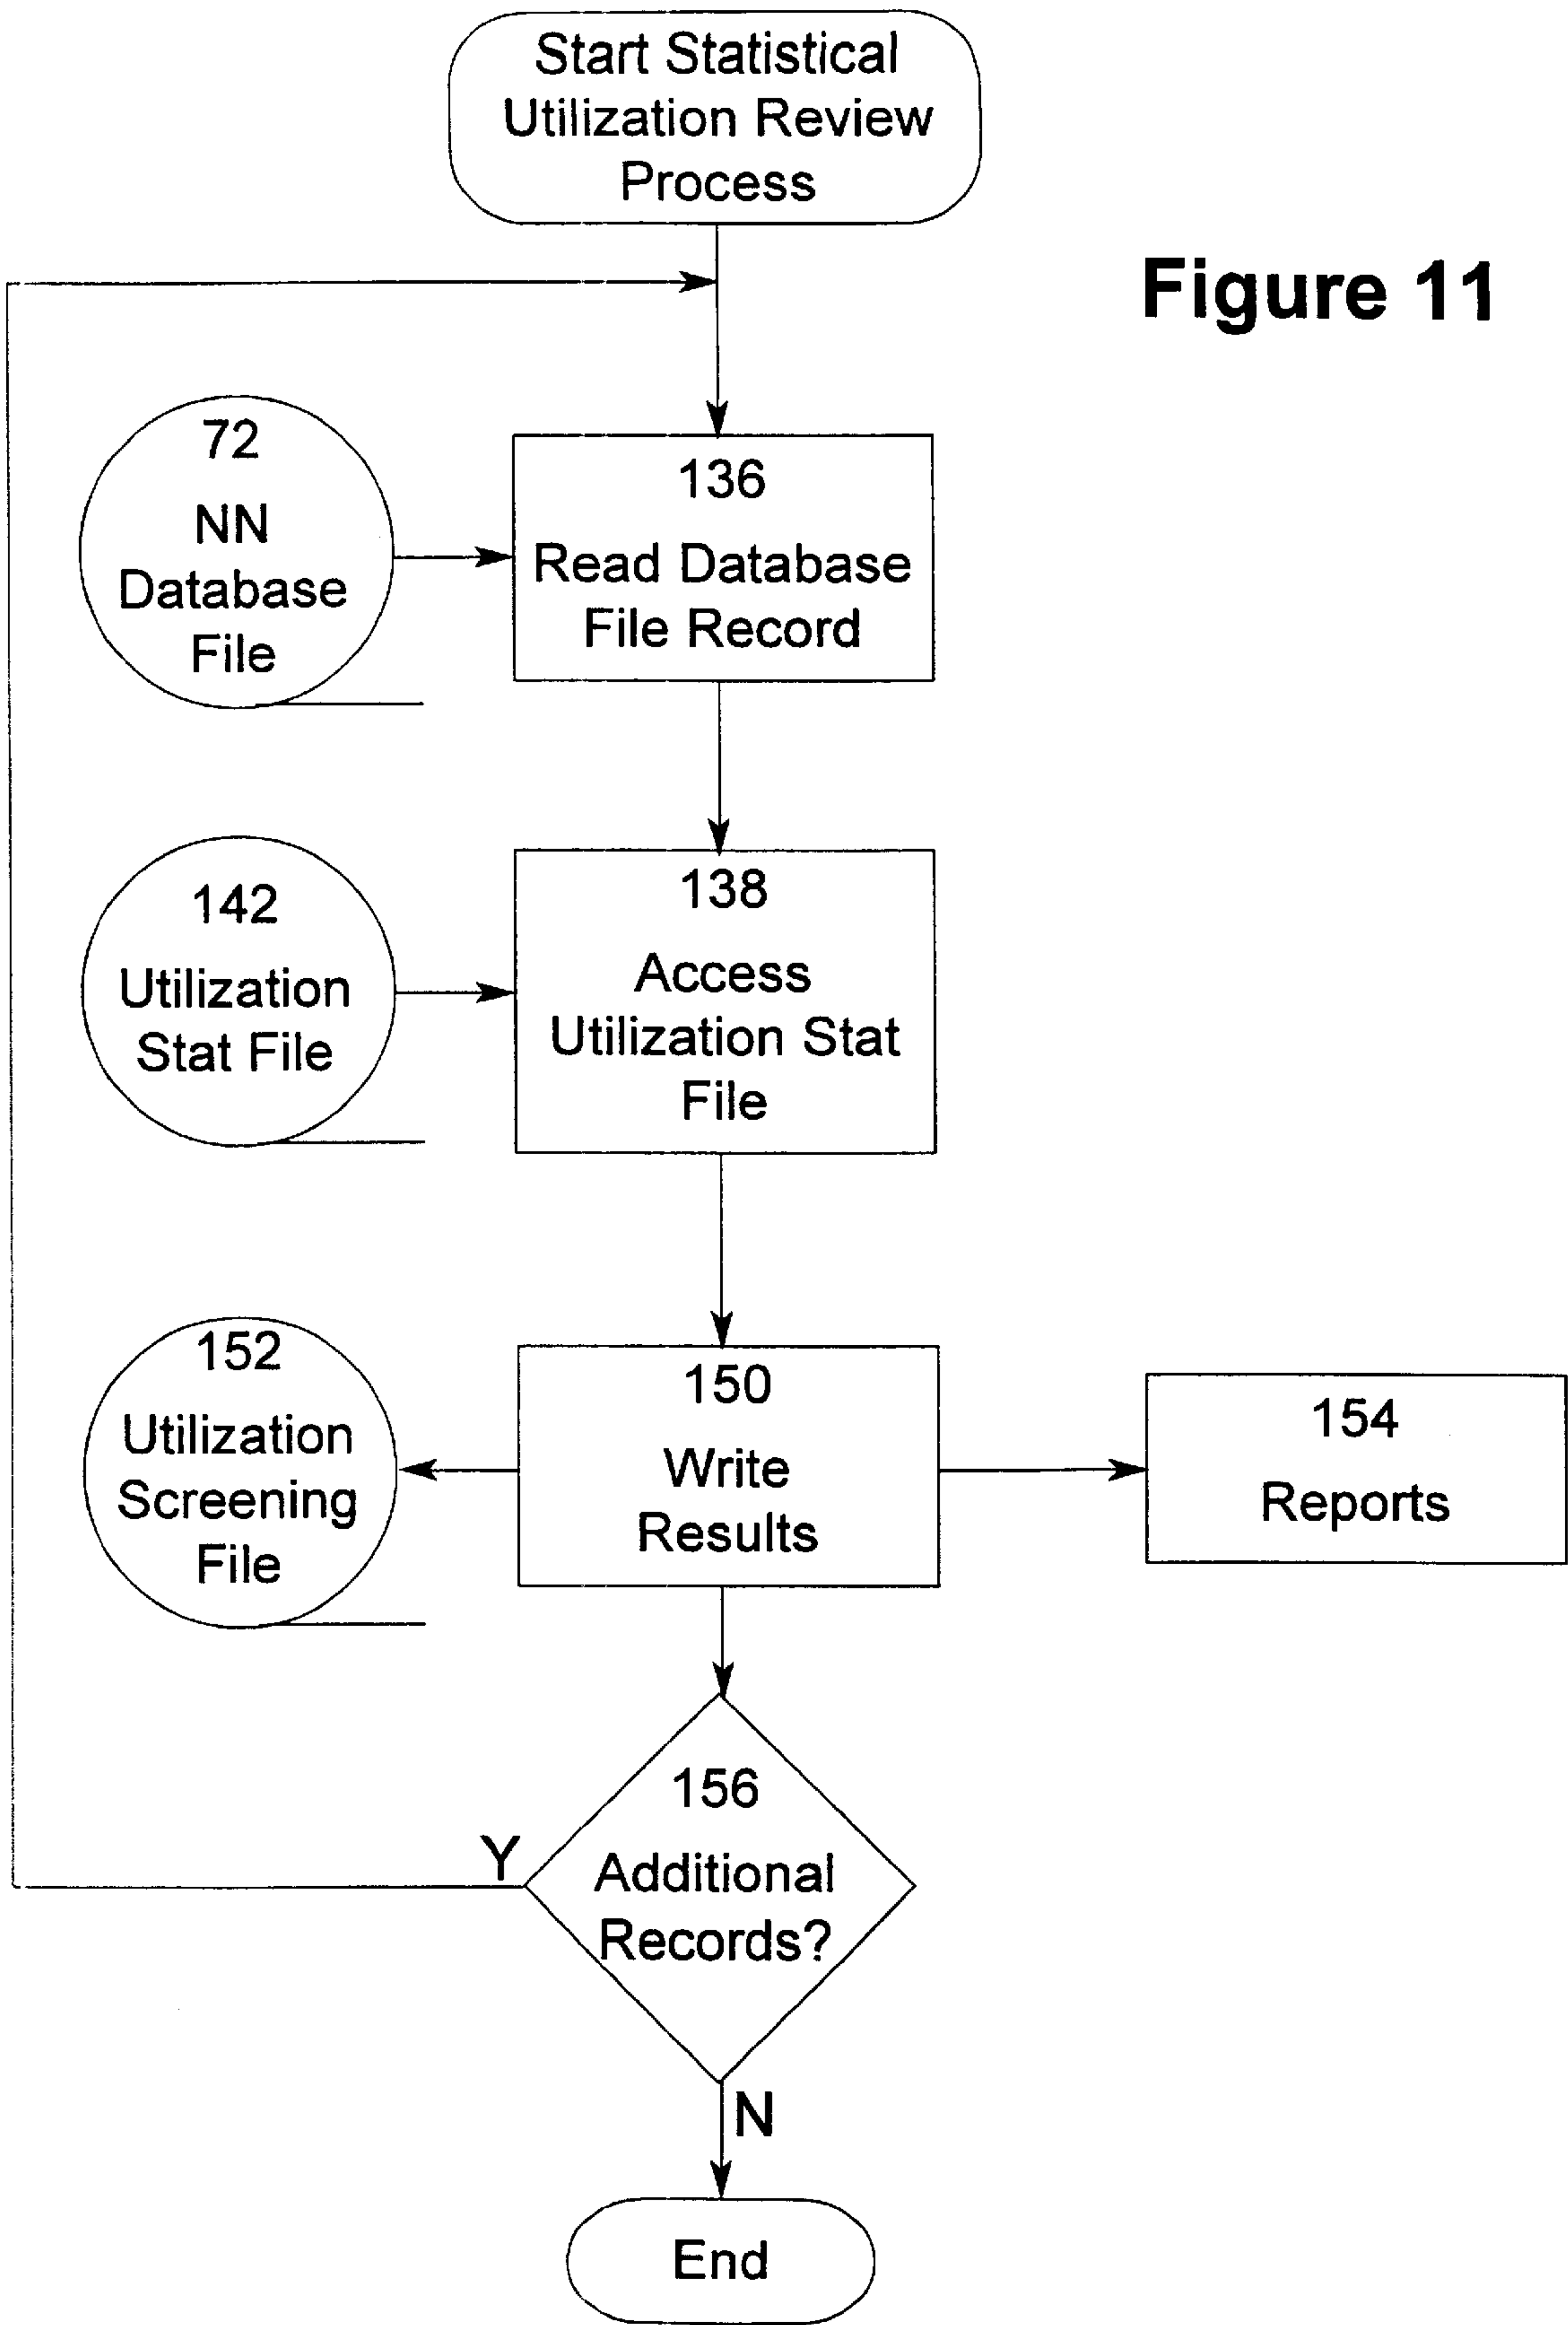 Start Statistical
Utilization Review
Process
Figure 11
72
NN
Database
File
136
Read Database
File Record
142
Utilization
Stat File
138
Access
Utilization Stat
File
152
Utilization
Screening
File
150
Write
Results
154
Reports
156
Additional
Records?
Y
N
End